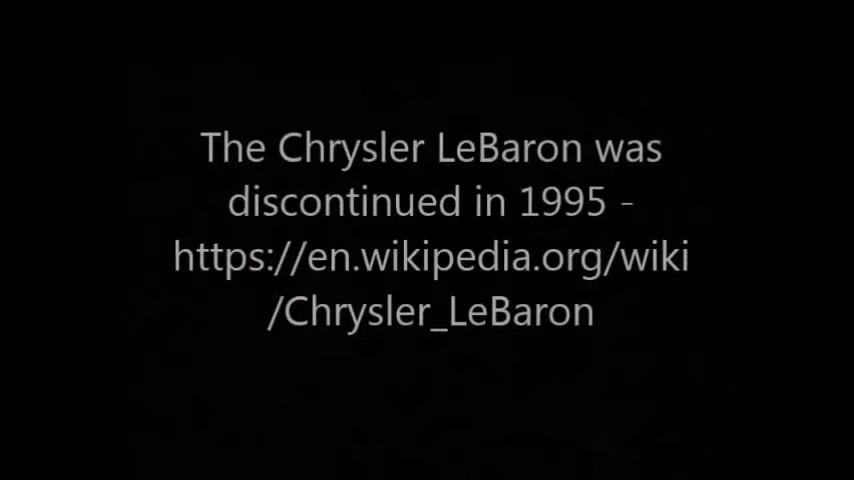 The Chrysler LeBaron was
discontinued in 1995 -
https://en.wikipedia.org/wiki
/Chrysler_LeBaron